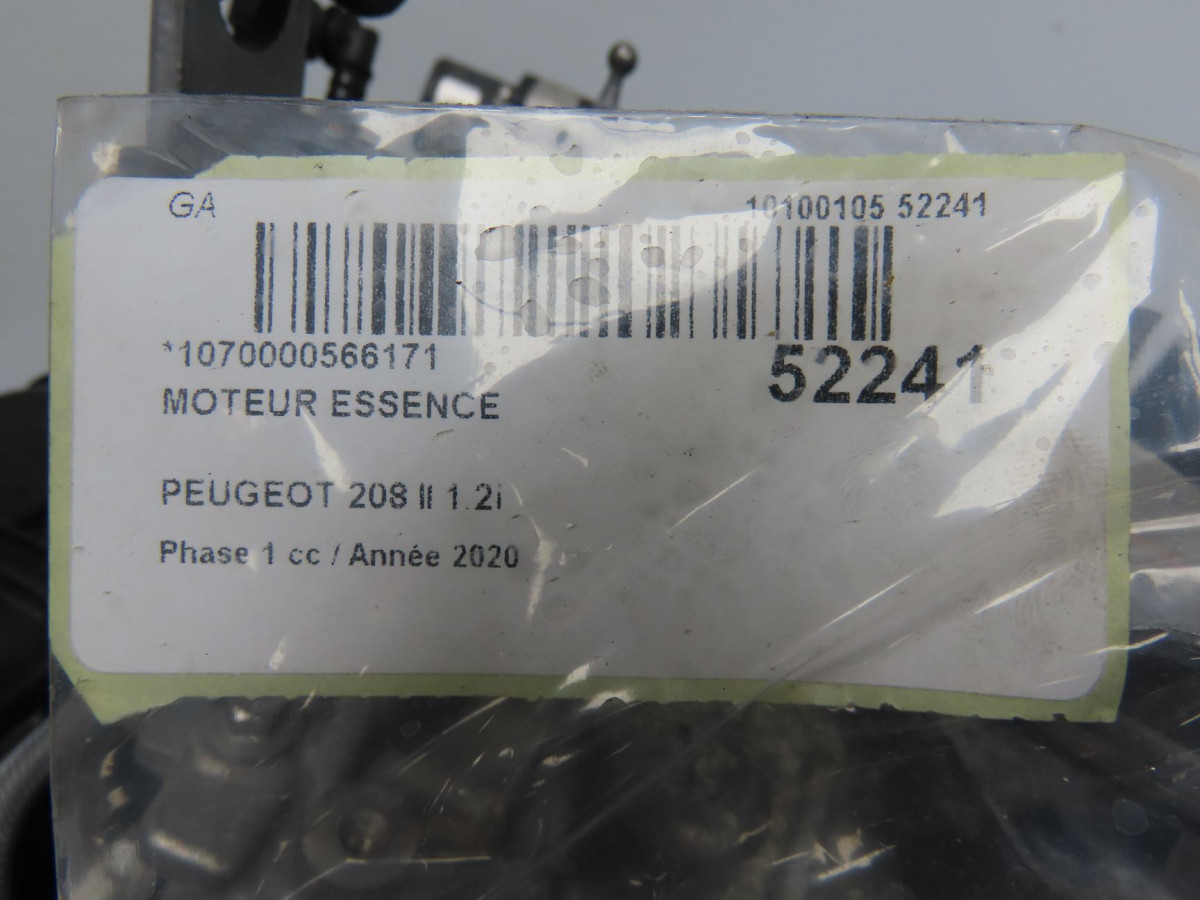 GA
10100105 52241
*1070000566171
52241
MOTEUR ESSENCE
PEUGEOT 208 II 1.2i
Phase 1 cc / Année 2020